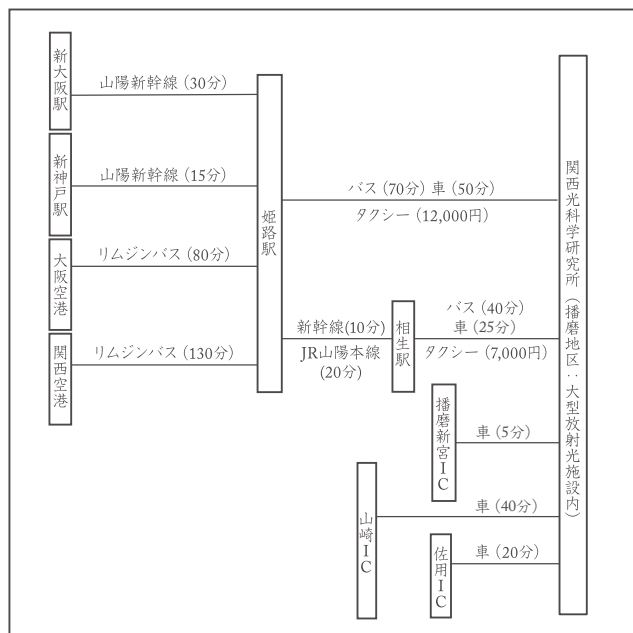 新大阪駅
山陽新幹線 (30分)
新神戸駅
山陽新幹線 (15分)
大阪空港
リムジンバス (80分)
関西空港
リムジンバス (130分)
姫路駅
バス (70分) 車 (50分)
タクシー (12,000円)
新幹線(10分)
JR山陽本線
(20分)
相生駅
バス (40分)
車 (25分)
タクシー (7,000円)
播磨新宮IC
車 (5分)
山崎IC
車 (40分)
佐用IC
車 (20分)
関西光科学研究所 (播磨地区:大型放射光施設内)